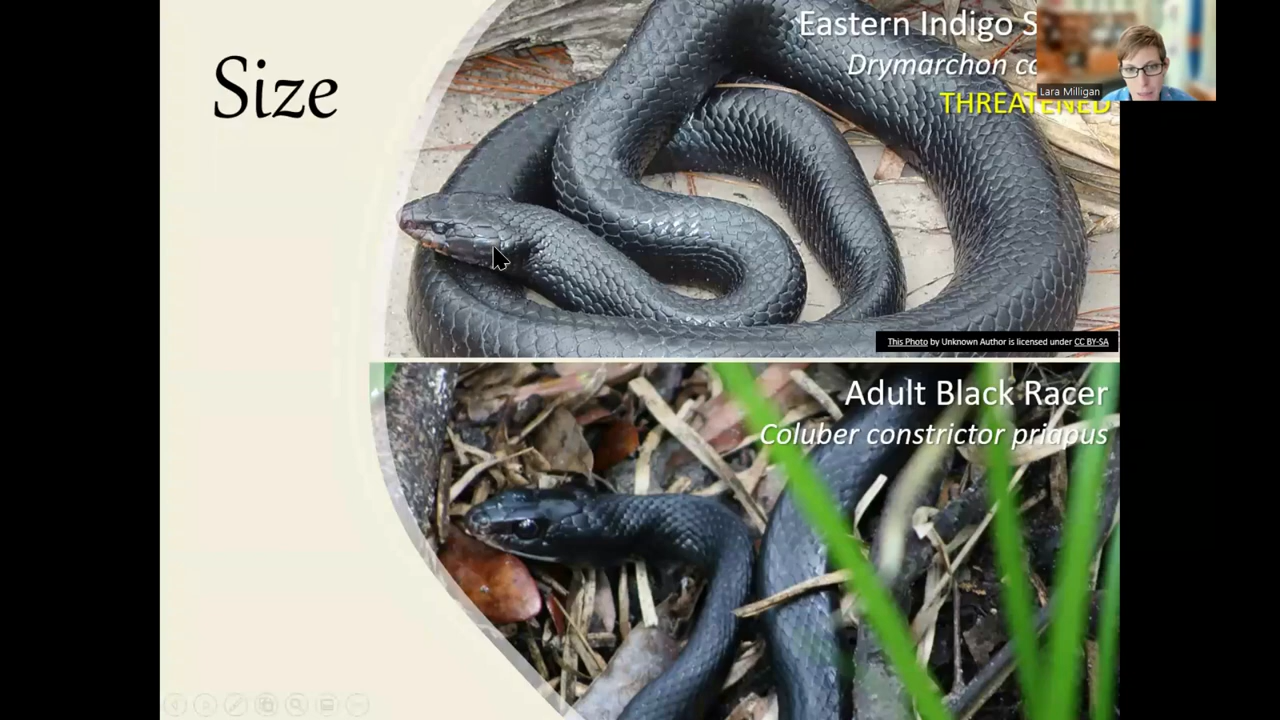 Size
Eastern Indigo S
Drymarchon co
THREATENED
Lara Milligan
This Photo by Unknown Author is licensed under CC BY-SA
Adult Black Racer
Coluber constrictor priapus